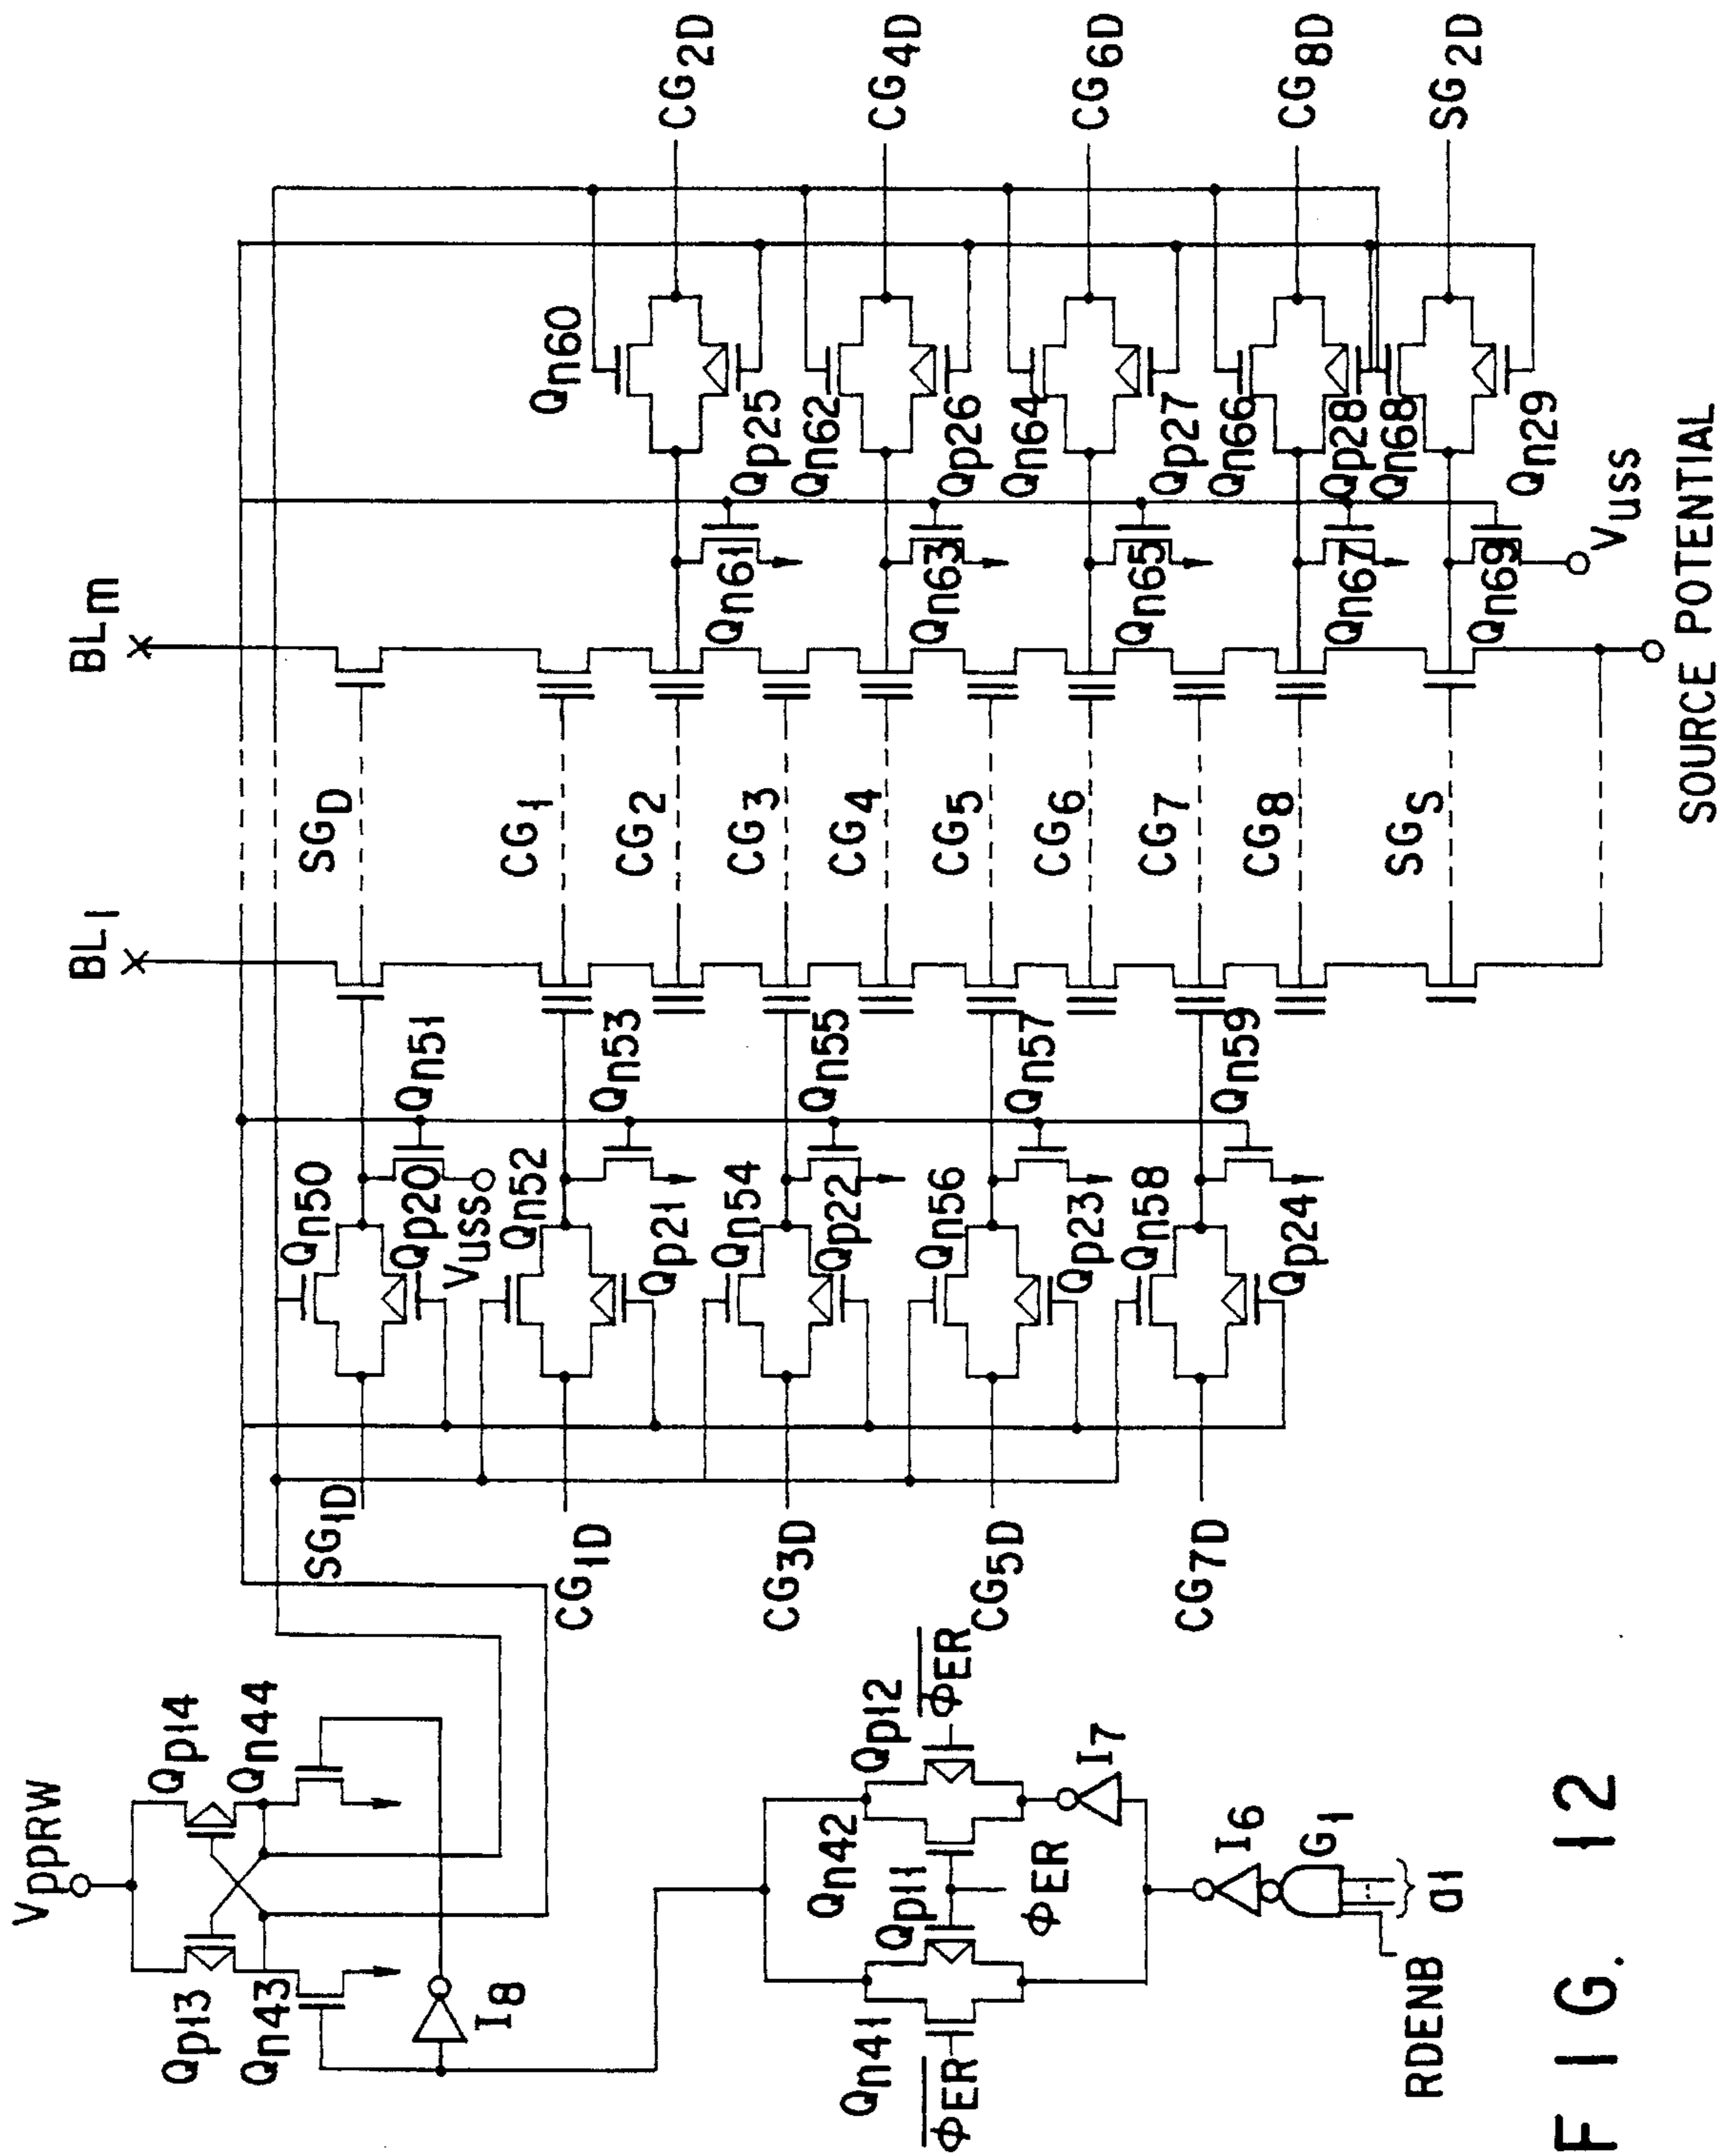 VppRW
Qp13
Qp14
Qn43
Qn44
I8
Qn41
Qp11
Qn42
Qp12
φER
φER
φER
I7
I6
G1
a1
RDENB
SG1D
CG1D
CG3D
CG5D
CG7D
Qn50
Qp20
Vuss
Qn51
Qn52
Qp21
Qn53
Qn54
Qp22
Qn55
Qn56
Qp23
Qn57
Qn58
Qp24
Qn59
BL1
BLm
SGD
CG1
CG2
CG3
CG4
CG5
CG6
CG7
CG8
SGS
Qn61
Qn63
Qn65
Qn67
Qn69
Vuss
SOURCE POTENTIAL
Qn60
Qp25
Qn62
Qp26
Qn64
Qp27
Qn66
Qp28
Qn68
Qn29
CG2D
CG4D
CG6D
CG8D
SG2D
FIG. 12